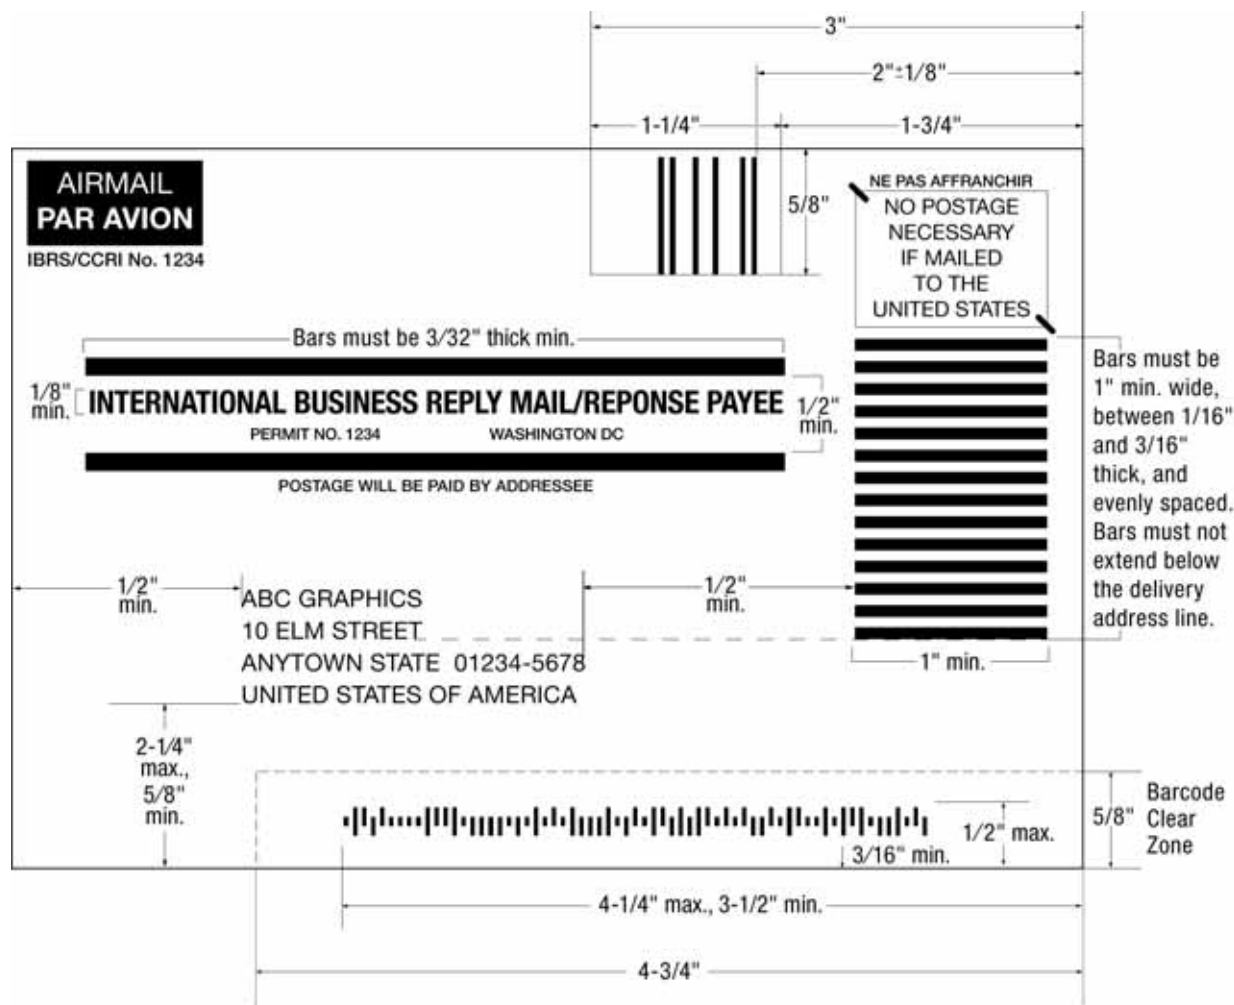 3"
2"±1/8"
1-1/4"
1-3/4"
AIRMAIL
PAR AVION
IBRS/CCRI No. 1234
5/8"
NE PAS AFFRANCHIR
NO POSTAGE
NECESSARY
IF MAILED
TO THE
UNITED STATES
Bars must be 3/32" thick min.
1/8"
min.
INTERNATIONAL BUSINESS REPLY MAIL/REPONSE PAYEE
PERMIT NO. 1234 WASHINGTON DC
1/2"
min.
POSTAGE WILL BE PAID BY ADDRESSEE
Bars must be
1" min. wide,
between 1/16"
and 3/16"
thick, and
evenly spaced.
Bars must not
extend below
the delivery
address line.
1/2"
min.
ABC GRAPHICS
10 ELM STREET
ANYTOWN STATE 01234-5678
UNITED STATES OF AMERICA
1/2"
min.
1" min.
2-1/4"
max.,
5/8"
min.
1/2" max.
3/16" min.
5/8"
Barcode
Clear
Zone
4-1/4" max., 3-1/2" min.
4-3/4"